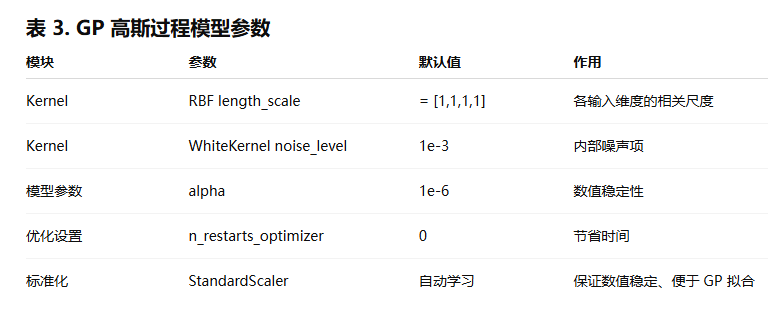 表 3. GP 高斯过程模型参数
模块 参数 默认值 作用
Kernel RBF length_scale = [1,1,1,1] 各输入维度的相关尺度
Kernel WhiteKernel noise_level 1e-3 内部噪声项
模型参数 alpha 1e-6 数值稳定性
优化设置 n_restarts_optimizer 0 节省时间
标准化 StandardScaler 自动学习 保证数值稳定、便于 GP 拟合